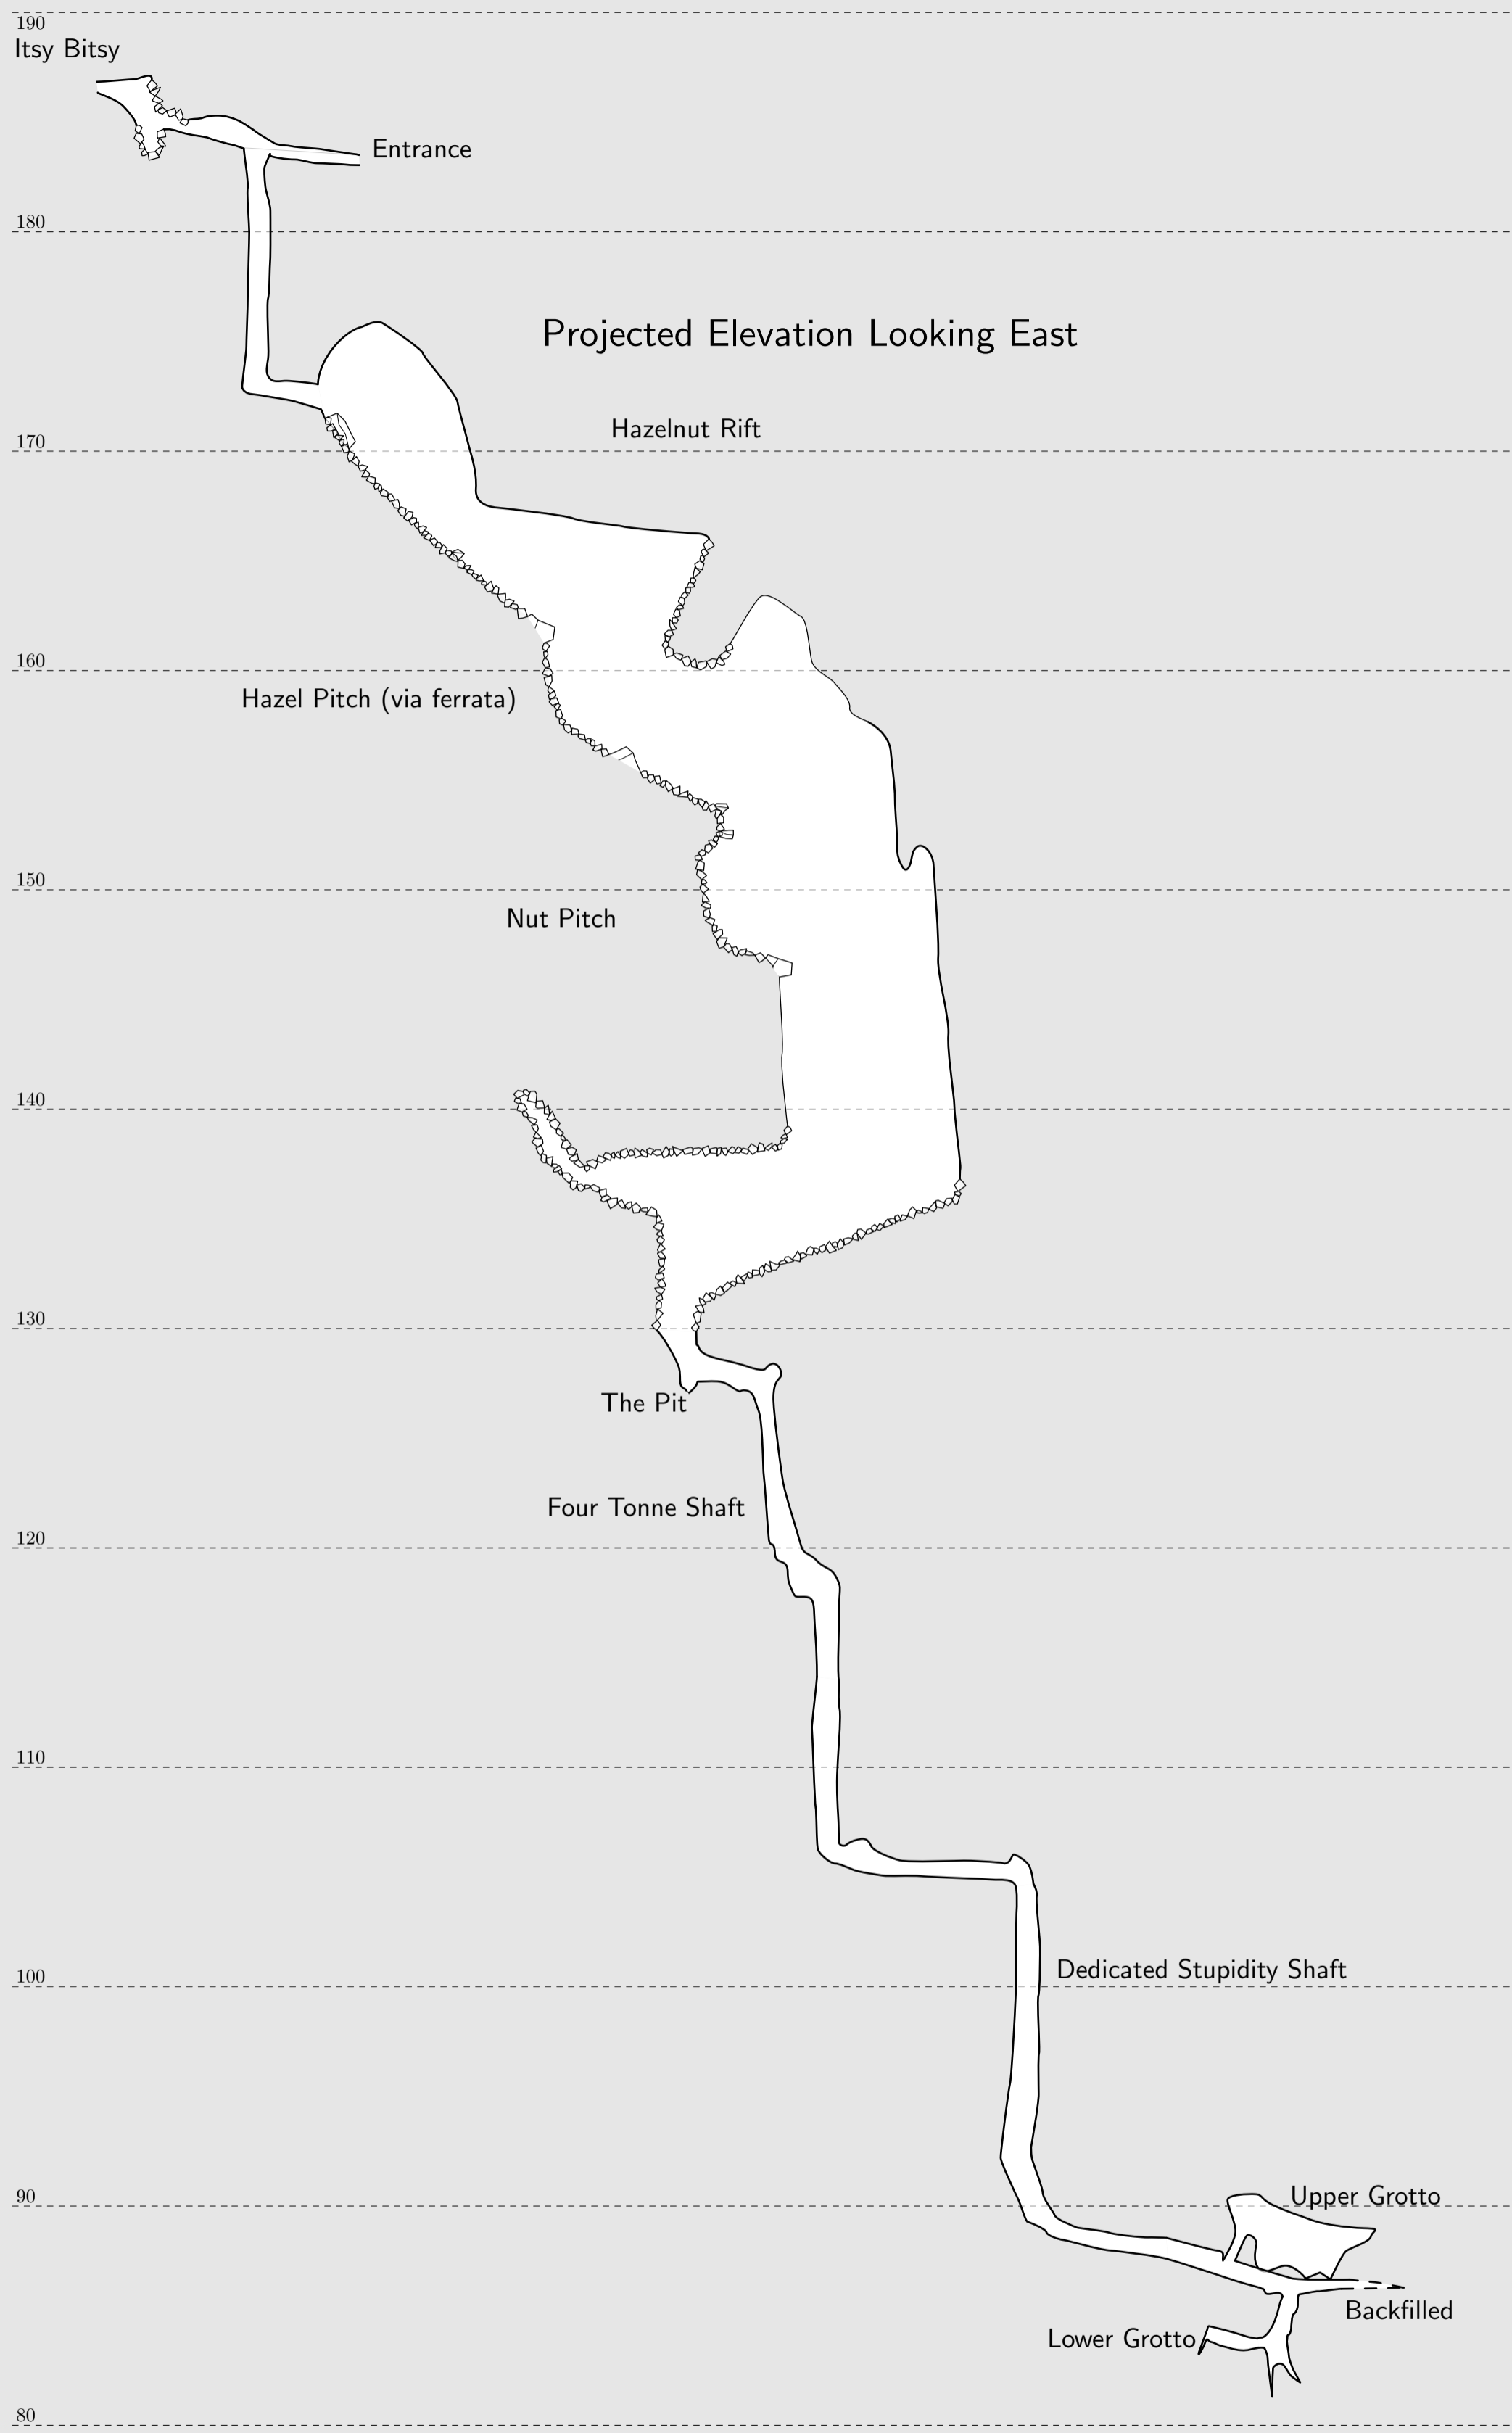 190
Itsy Bitsy
Entrance
180
Projected Elevation Looking East
Hazelnut Rift
170
160
Hazel Pitch (via ferrata)
150
Nut Pitch
140
130
The Pit
Four Tonne Shaft
120
110
Dedicated Stupidity Shaft
100
90
Upper Grotto
Backfilled
Lower Grotto
80